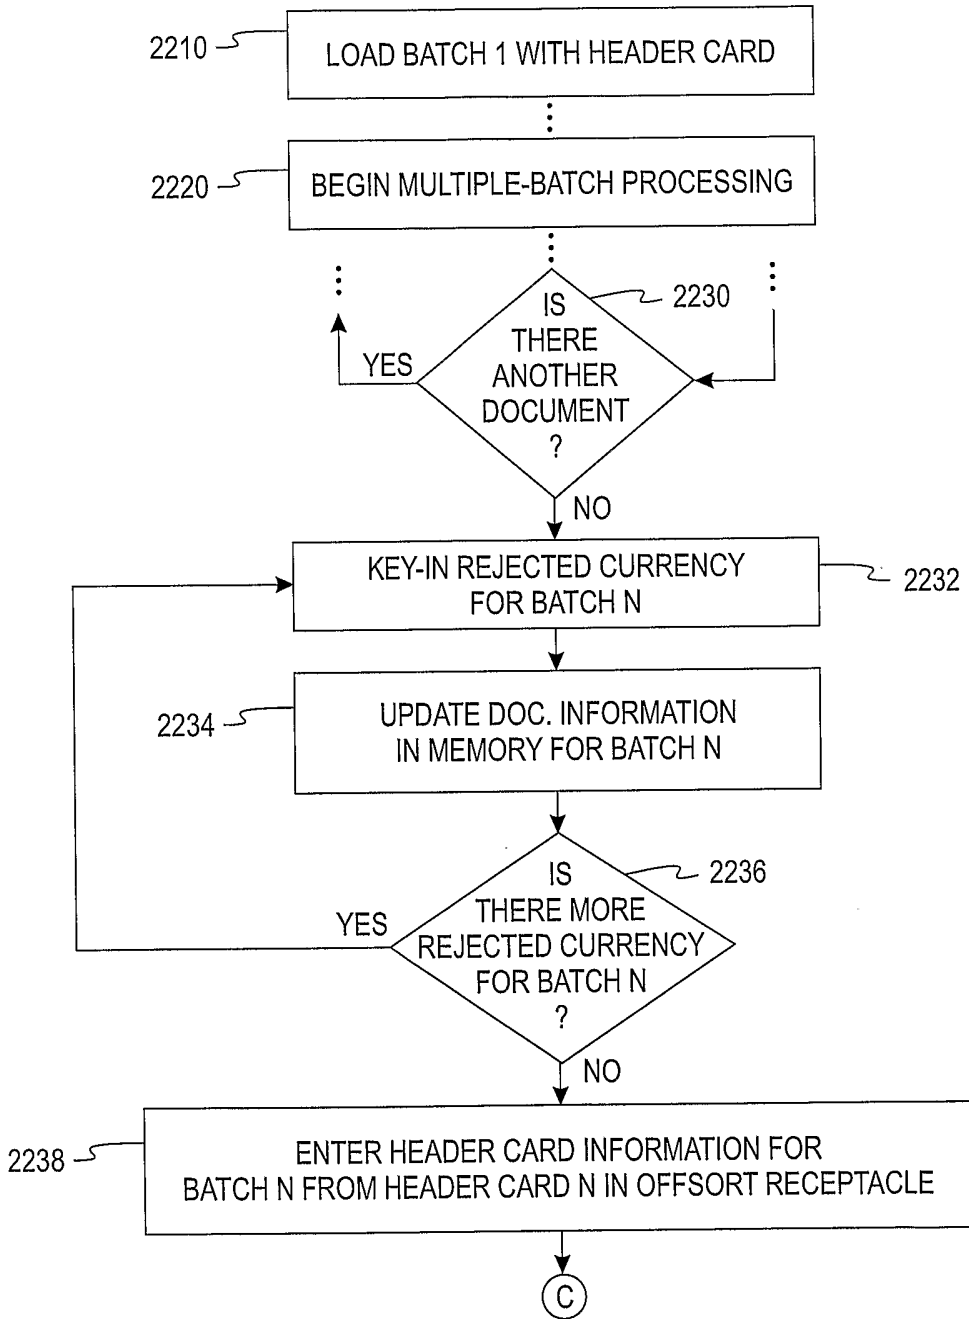 2210
LOAD BATCH 1 WITH HEADER CARD
2220
BEGIN MULTIPLE-BATCH PROCESSING
2230
IS
THERE
ANOTHER
DOCUMENT
?
YES
NO
KEY-IN REJECTED CURRENCY
FOR BATCH N
2232
2234
UPDATE DOC. INFORMATION
IN MEMORY FOR BATCH N
2236
IS
THERE MORE
REJECTED CURRENCY
FOR BATCH N
?
YES
NO
2238
ENTER HEADER CARD INFORMATION FOR
BATCH N FROM HEADER CARD N IN OFFSORT RECEPTACLE
C